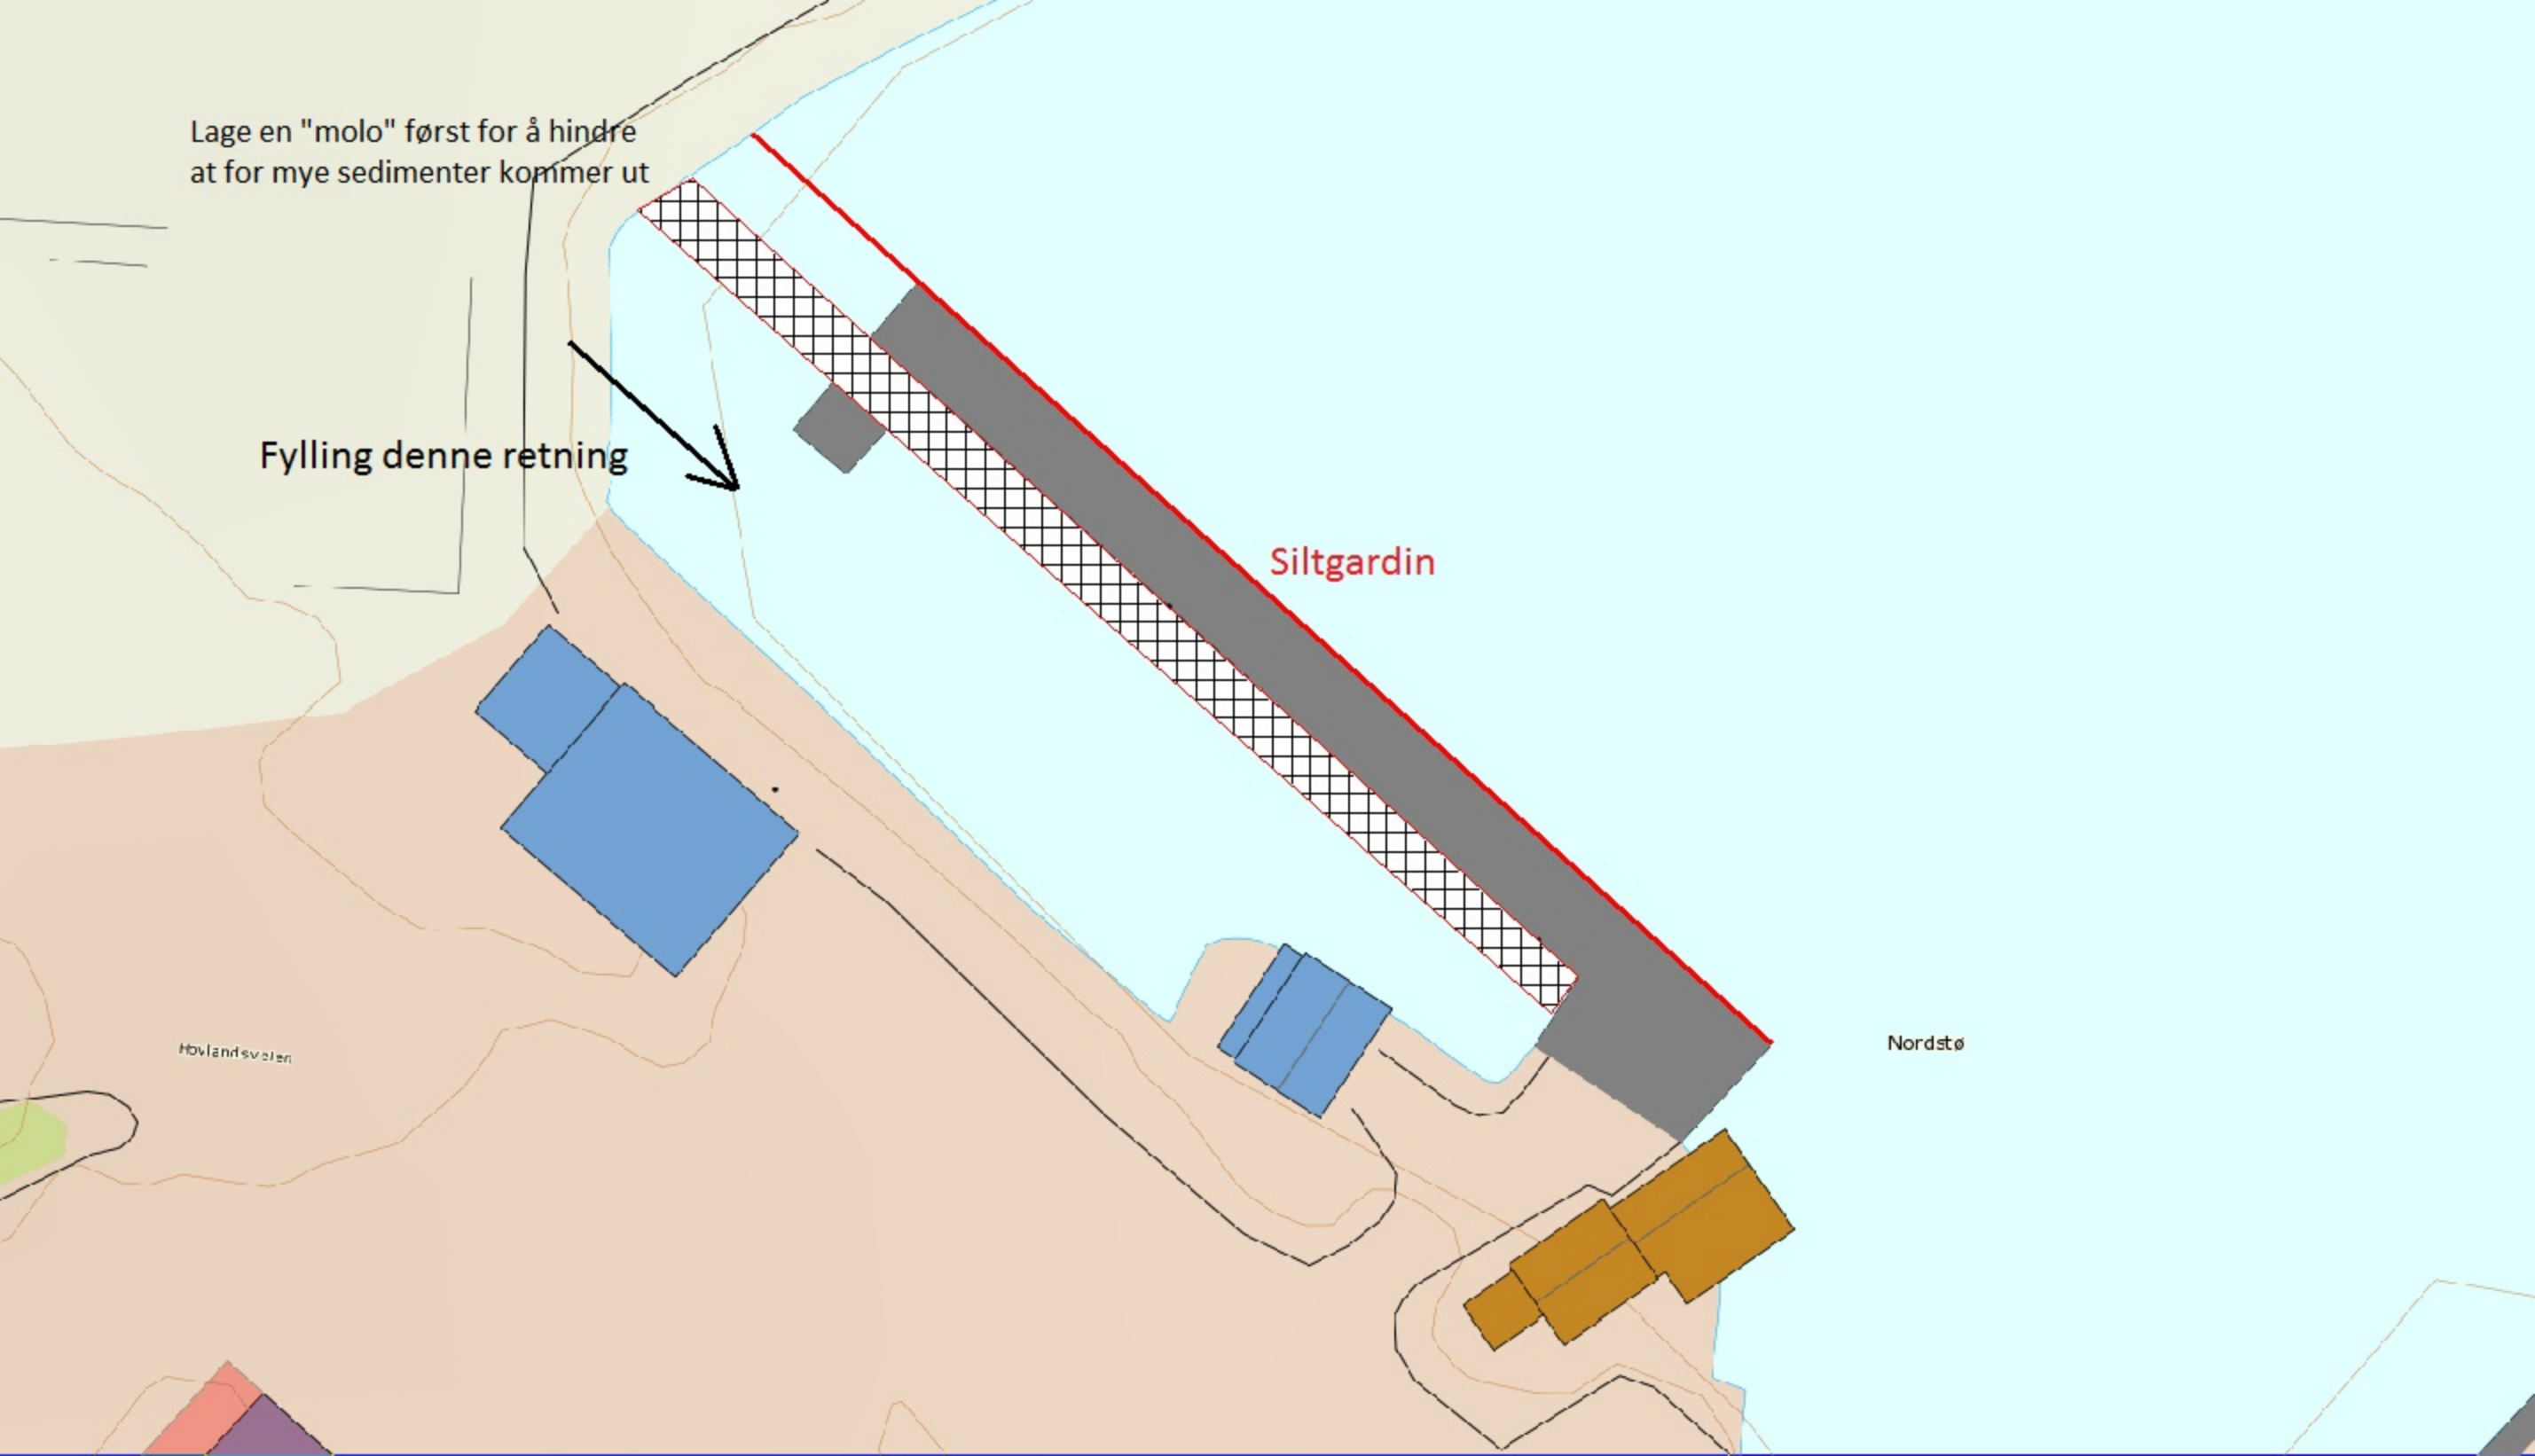 Lage en "molo" først for å hindre
at for mye sedimenter kommer ut
Fylling denne retning
Siltgardin
Hovlandsveien
Nordstø